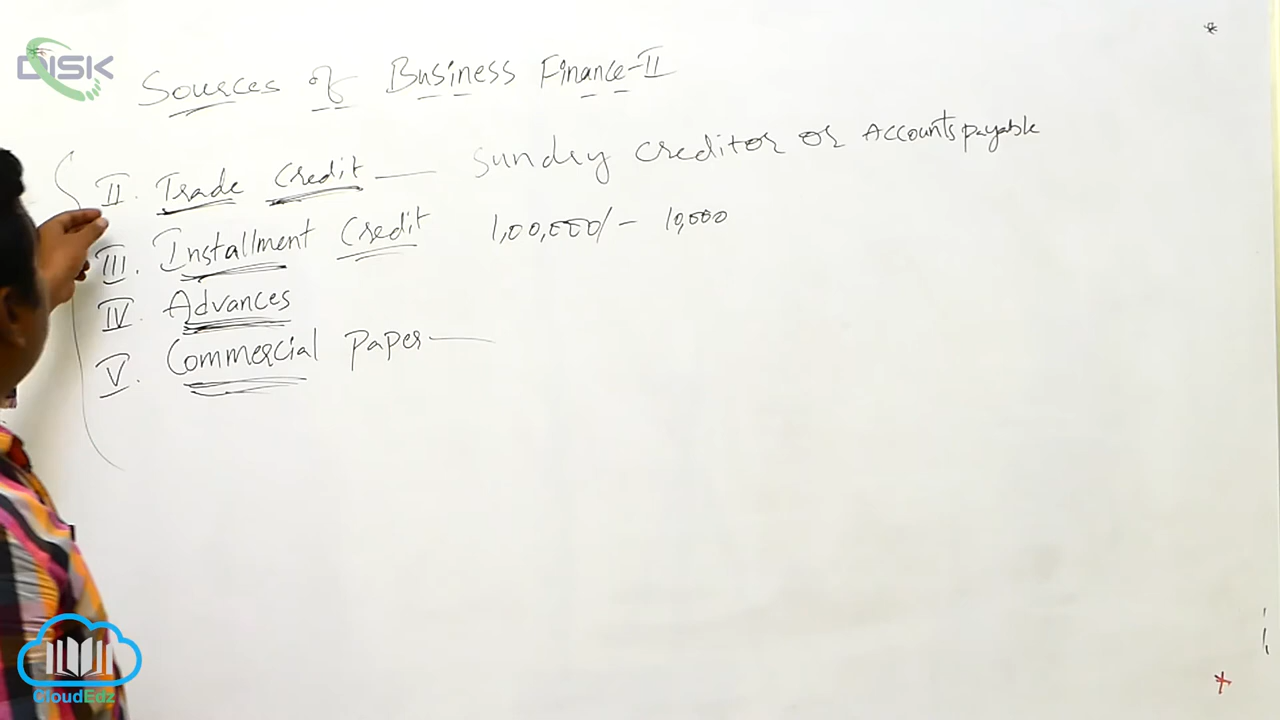 DISK
Sources of Business Finance-II
II. Trade Credit — Sundry creditor or Accounts payable
III. Installment Credit 1,00,000/- 10,000
IV. Advances
V. Commercial paper —
CloudEdz